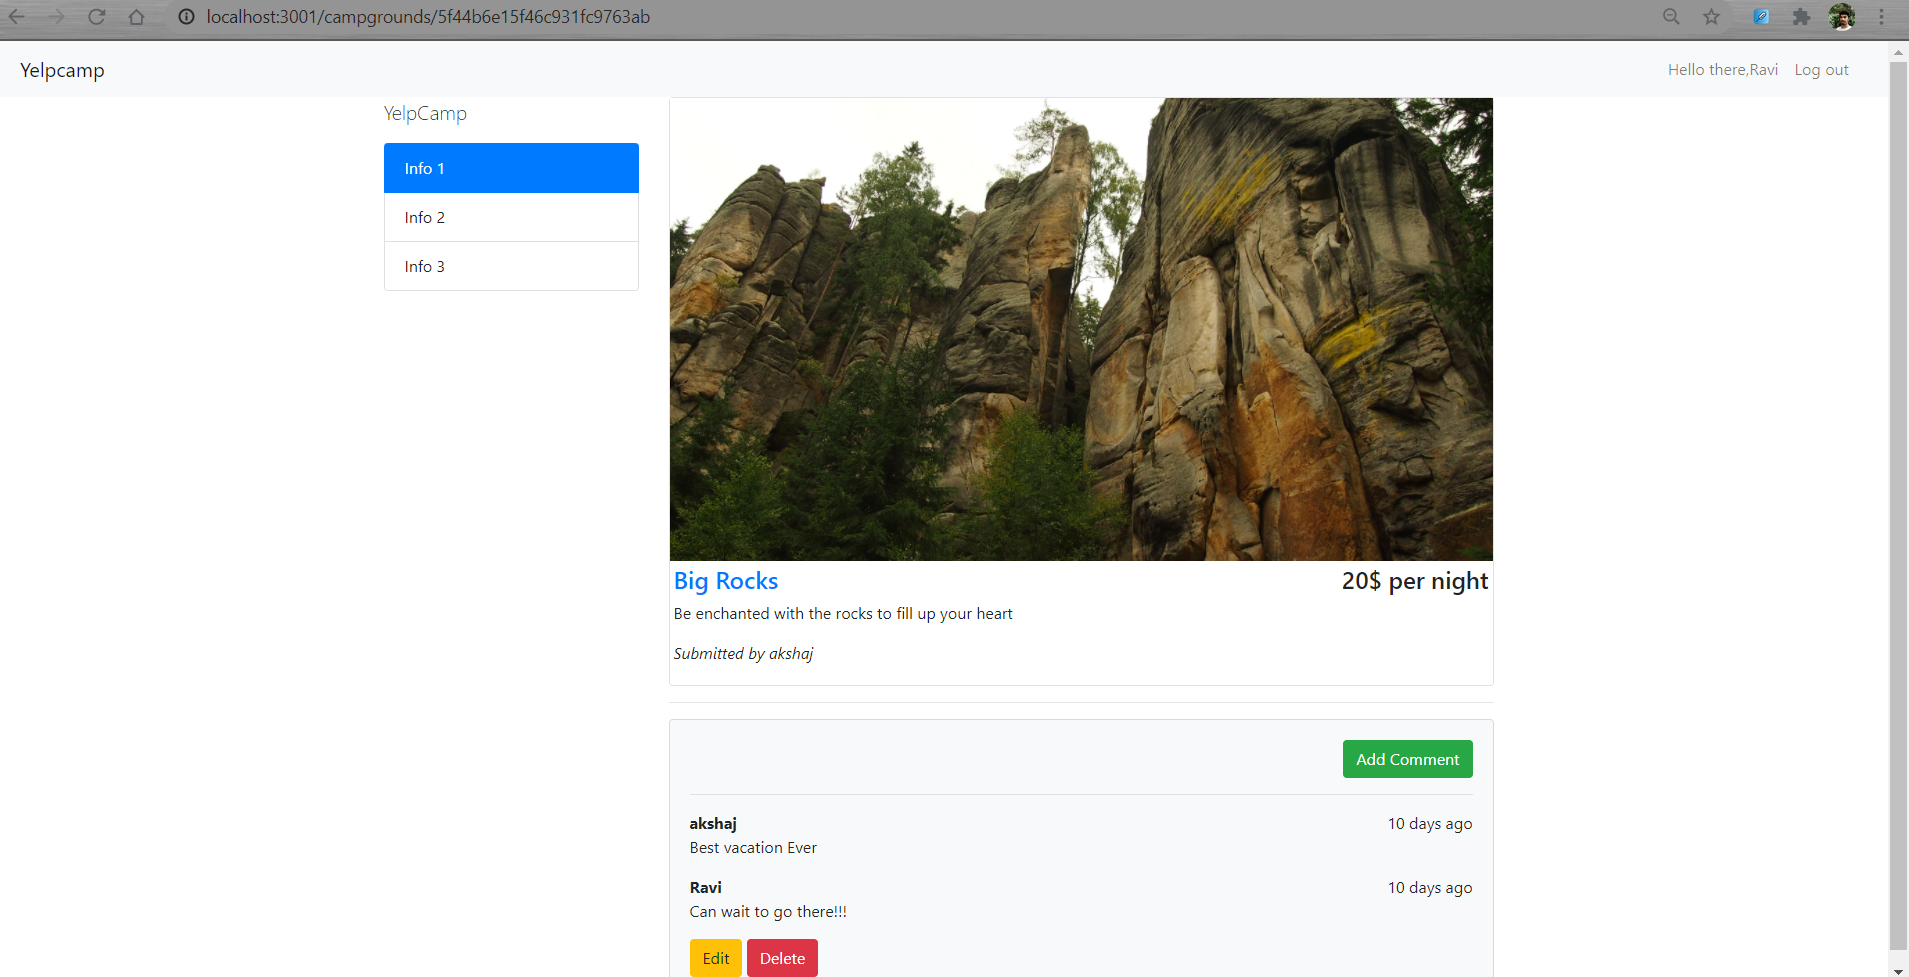 localhost:3001/campgrounds/5f44b6e15f46c931fc9763ab
Yelpcamp
Hello there,Ravi Log out
YelpCamp
Info 1
Info 2
Info 3
Big Rocks
20$ per night
Be enchanted with the rocks to fill up your heart
Submitted by akshaj
Add Comment
akshaj
10 days ago
Best vacation Ever
Ravi
10 days ago
Can wait to go there!!!
Edit Delete